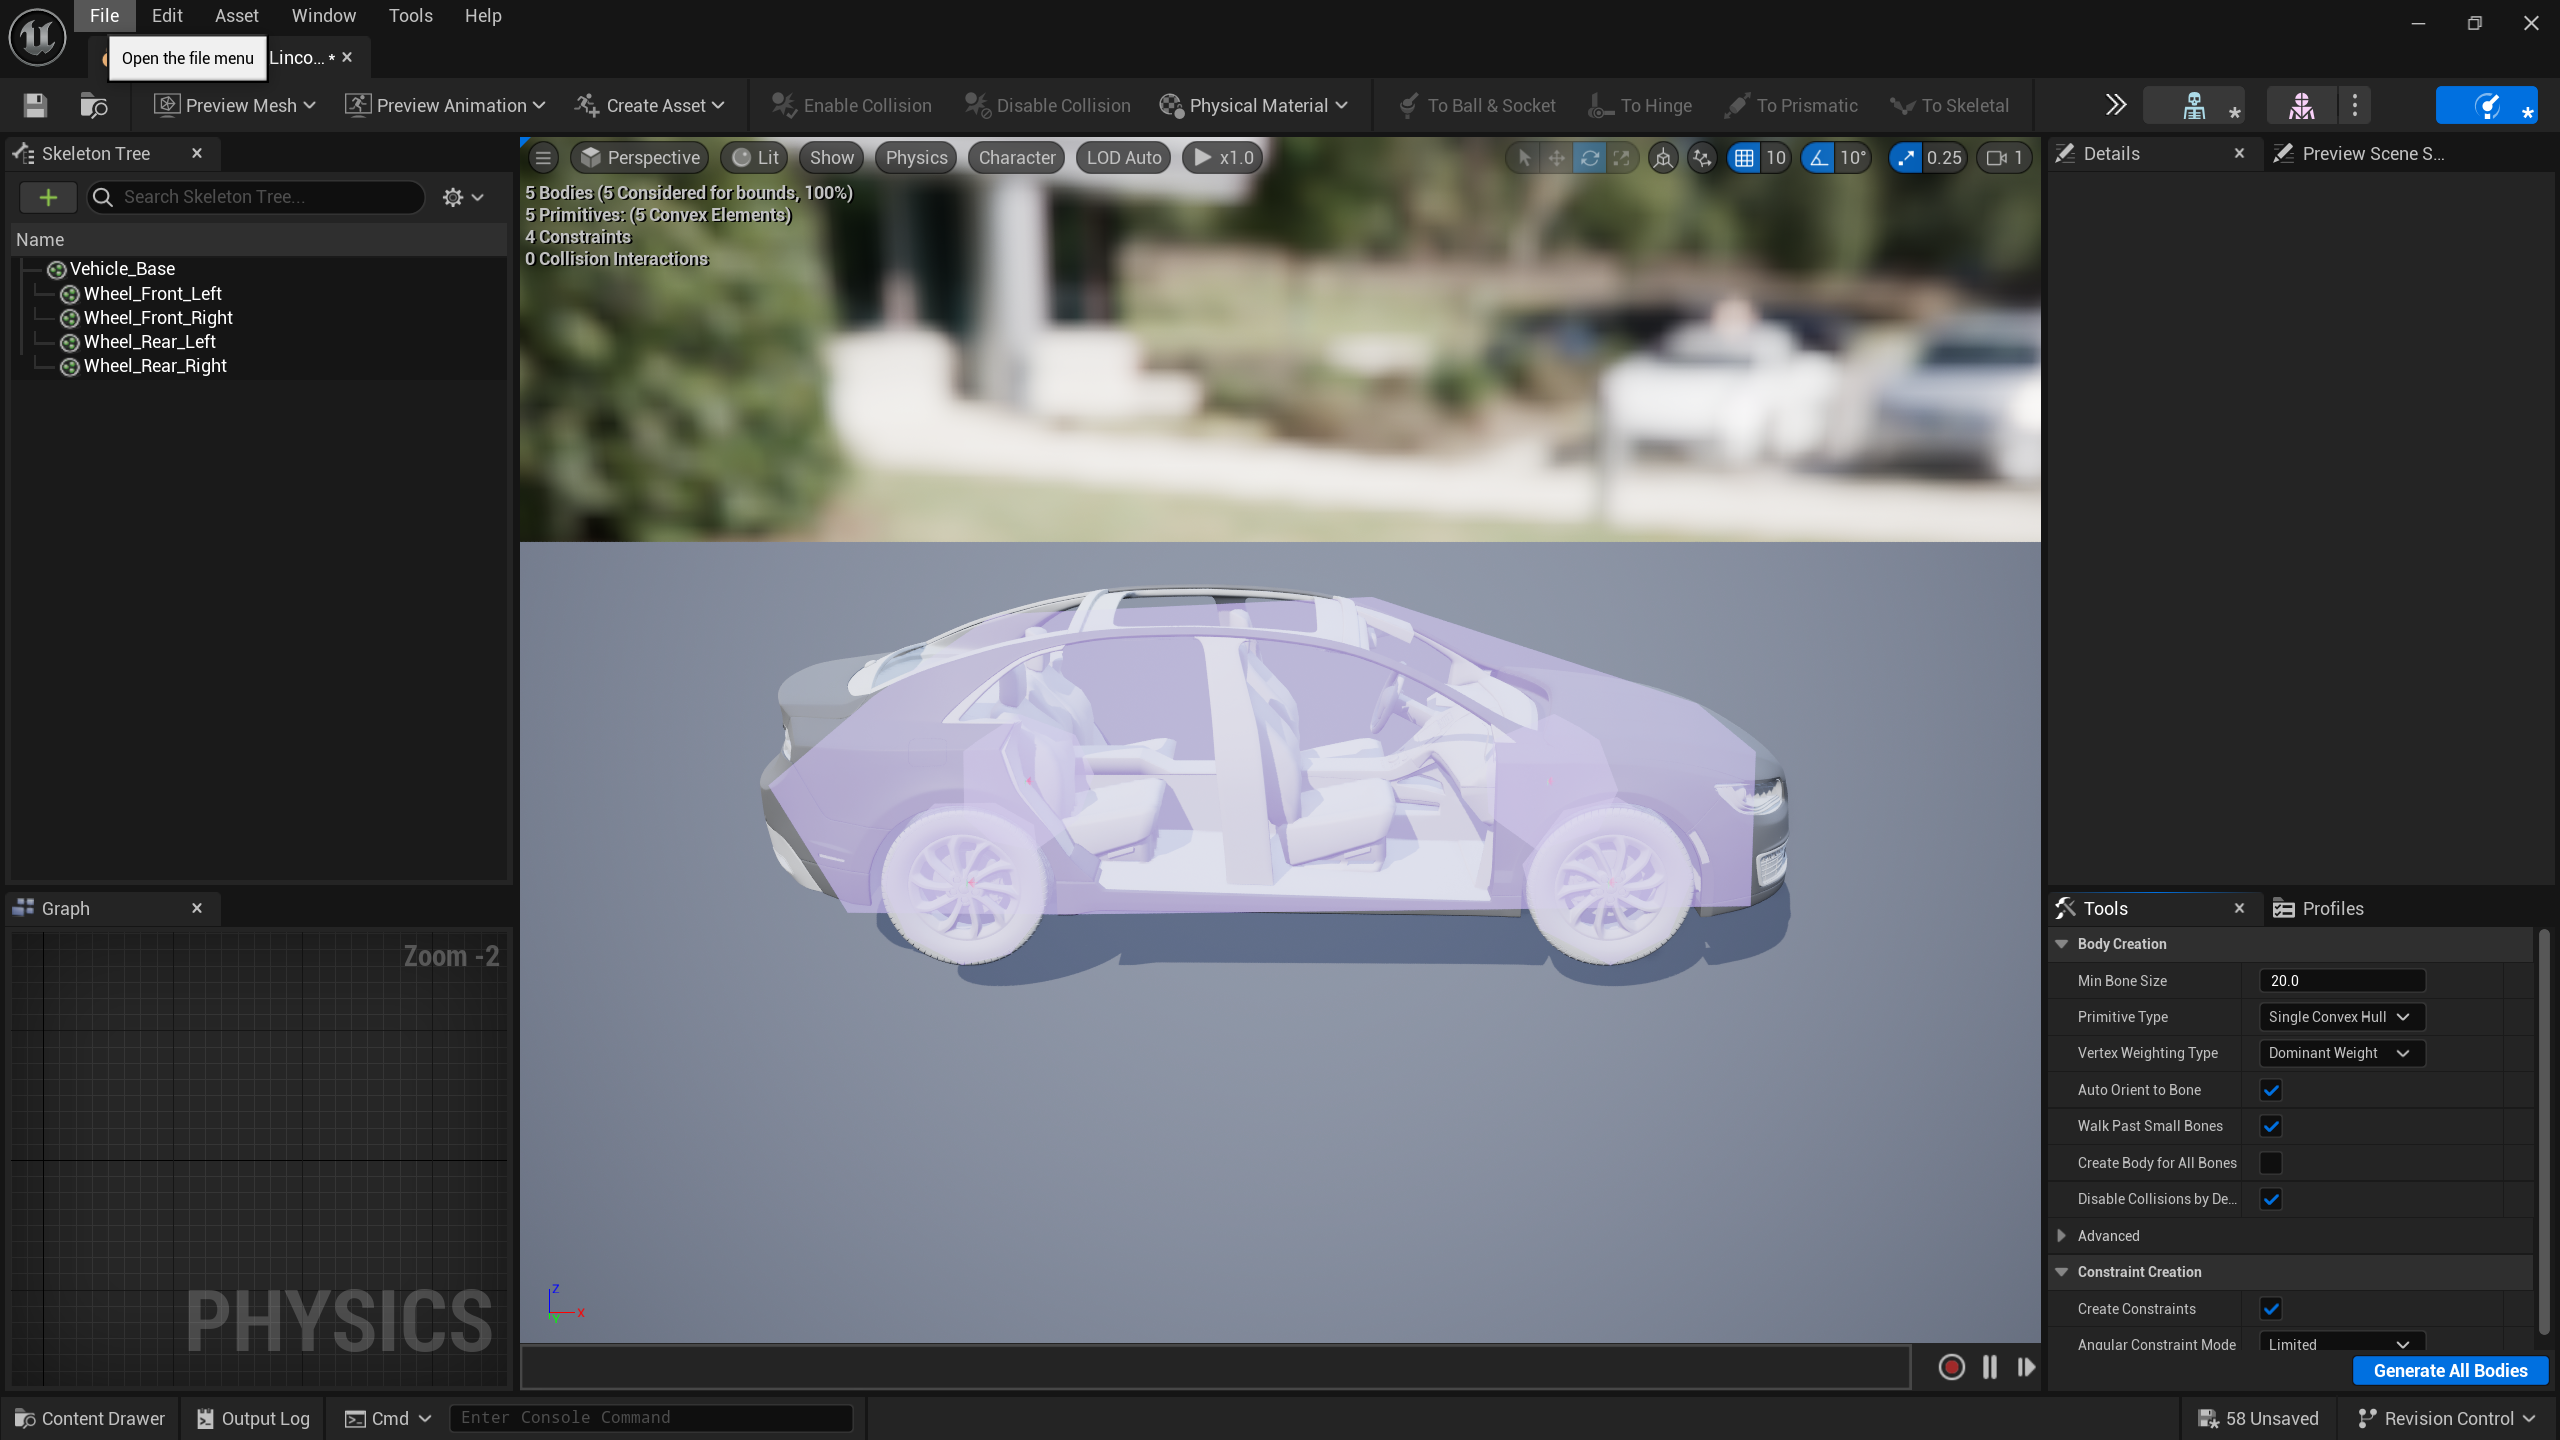 File Edit Asset Window Tools Help
Open the file menu
Linco... *
Preview Mesh Preview Animation Create Asset Enable Collision Disable Collision Physical Material To Ball & Socket To Hinge To Prismatic To Skeletal
Skeleton Tree
Search Skeleton Tree...
Name
Vehicle_Base
Wheel_Front_Left
Wheel_Front_Right
Wheel_Rear_Left
Wheel_Rear_Right
Perspective Lit Show Physics Character LOD Auto x1.0 10 10° 0.25 1
5 Bodies (5 Considered for bounds, 100%)
5 Primitives: (5 Convex Elements)
4 Constraints
0 Collision Interactions
Z
X
Y
Details Preview Scene S...
Graph
Zoom -2
PHYSICS
Tools Profiles
Body Creation
Min Bone Size 20.0
Primitive Type Single Convex Hull
Vertex Weighting Type Dominant Weight
Auto Orient to Bone
Walk Past Small Bones
Create Body for All Bones
Disable Collisions by De...
Advanced
Constraint Creation
Create Constraints
Angular Constraint Mode Limited
Generate All Bodies
Content Drawer Output Log Cmd Enter Console Command 58 Unsaved Revision Control